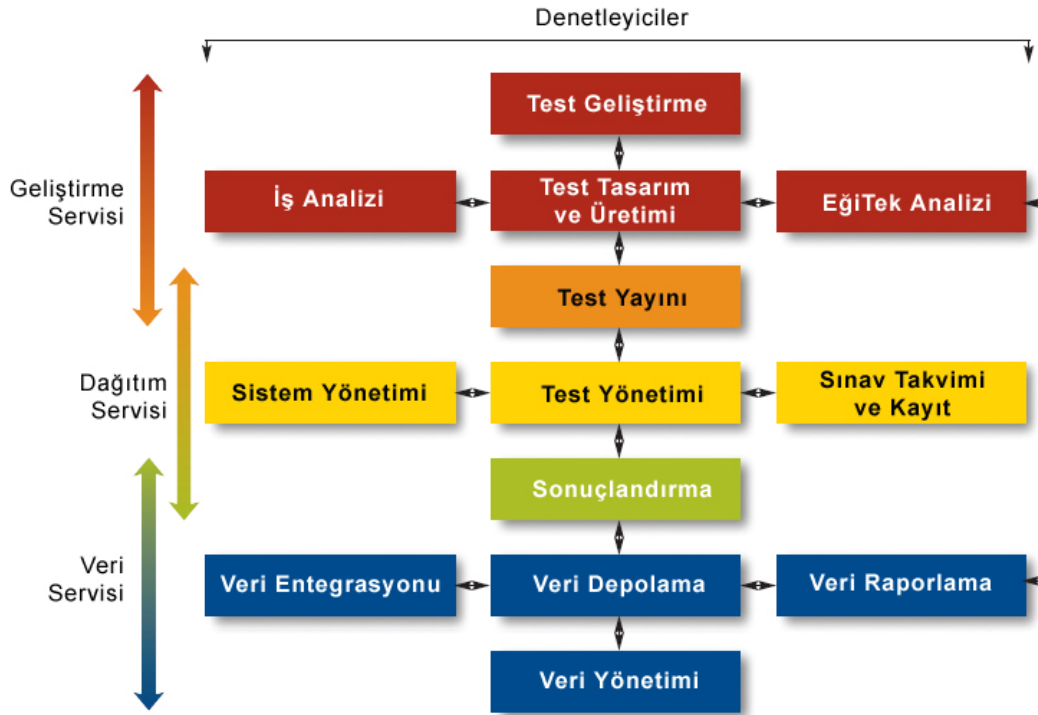 Denetleyiciler
Test Geliştirme
Geliştirme
Servisi
İş Analizi
Test Tasarım
ve Üretimi
EğiTek Analizi
Test Yayını
Dağıtım
Servisi
Sistem Yönetimi
Test Yönetimi
Sınav Takvimi
ve Kayıt
Sonuçlandırma
Veri
Servisi
Veri Entegrasyonu
Veri Depolama
Veri Raporlama
Veri Yönetimi